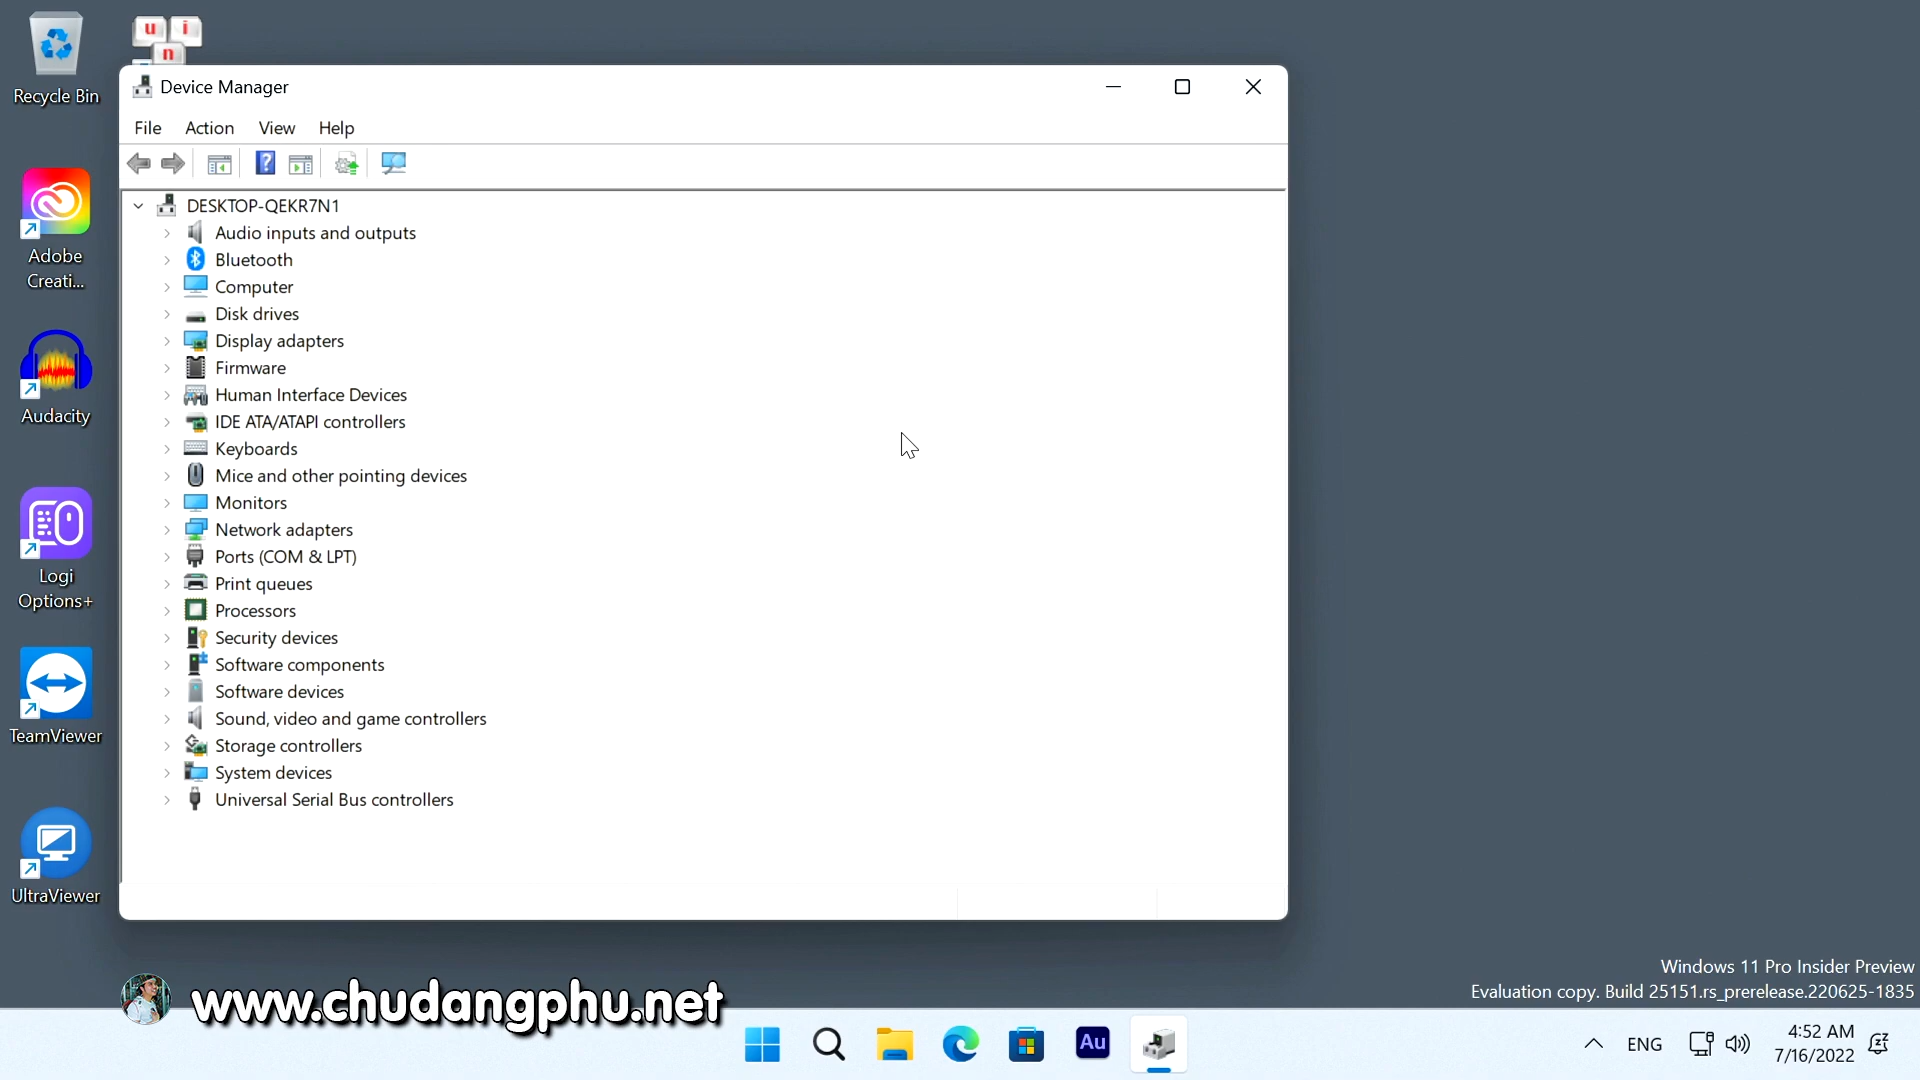 Recycle Bin
u i
n
Device Manager
File Action View Help
DESKTOP-QEKR7N1
Audio inputs and outputs
Bluetooth
Computer
Disk drives
Display adapters
Firmware
Human Interface Devices
IDE ATA/ATAPI controllers
Keyboards
Mice and other pointing devices
Monitors
Network adapters
Ports (COM & LPT)
Print queues
Processors
Security devices
Software components
Software devices
Sound, video and game controllers
Storage controllers
System devices
Universal Serial Bus controllers
Adobe
Creati...
Audacity
Logi
Options+
TeamViewer
UltraViewer
Windows 11 Pro Insider Preview
Evaluation copy. Build 25151.rs_prerelease.220625-1835
www.chudangphu.net
Au
ENG
4:52 AM
7/16/2022